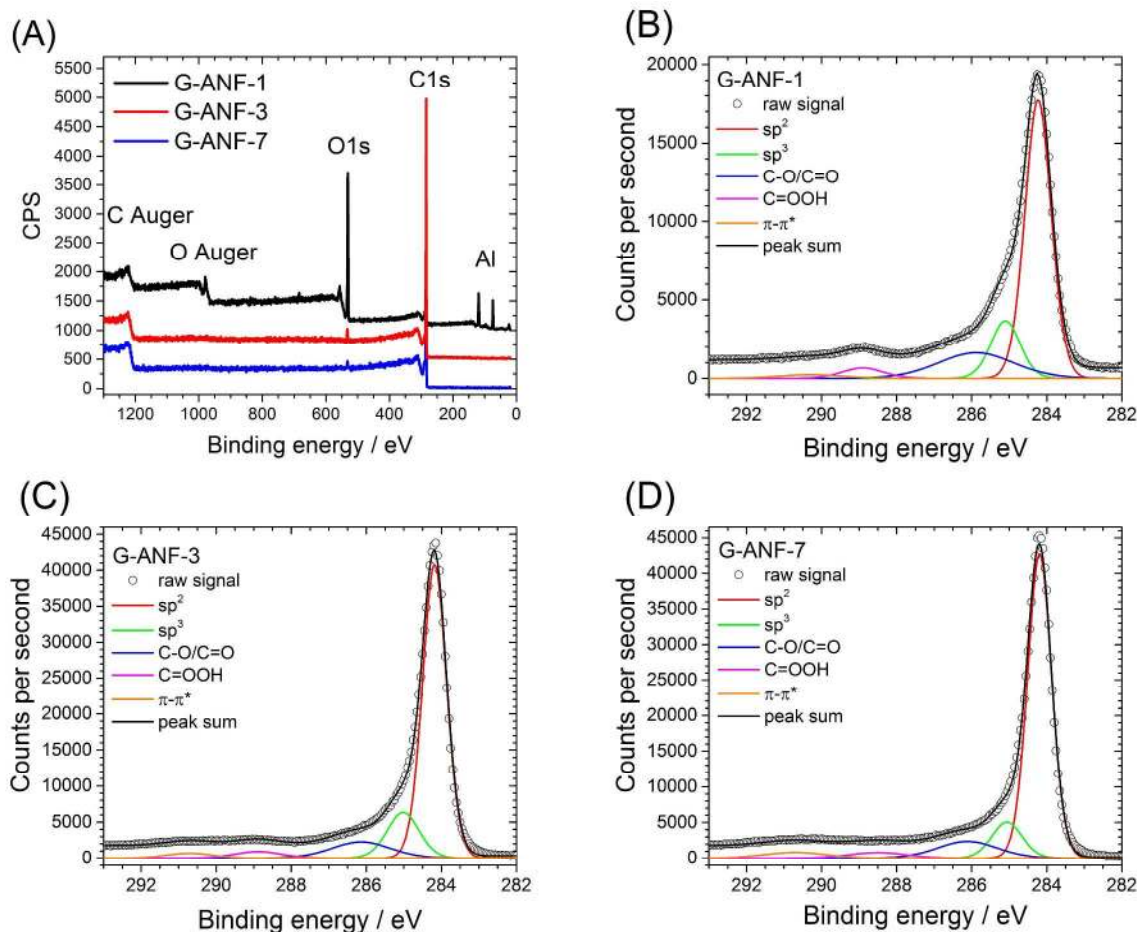 (A)
5500
5000
4500
4000
3500
3000
2500
2000
1500
1000
500
0
CPS
G-ANF-1
G-ANF-3
G-ANF-7
C1s
O1s
C Auger
O Auger
Al
1200 1000 800 600 400 200 0
Binding energy / eV
(B)
20000
15000
10000
5000
0
Counts per second
G-ANF-1
raw signal
sp²
sp³
C-O/C=O
C=OOH
π-π*
peak sum
292 290 288 286 284 282
Binding energy / eV
(C)
45000
40000
35000
30000
25000
20000
15000
10000
5000
0
Counts per second
G-ANF-3
raw signal
sp²
sp³
C-O/C=O
C=OOH
π-π*
peak sum
292 290 288 286 284 282
Binding energy / eV
(D)
45000
40000
35000
30000
25000
20000
15000
10000
5000
0
Counts per second
G-ANF-7
raw signal
sp²
sp³
C-O/C=O
C=OOH
π-π*
peak sum
292 290 288 286 284 282
Binding energy / eV